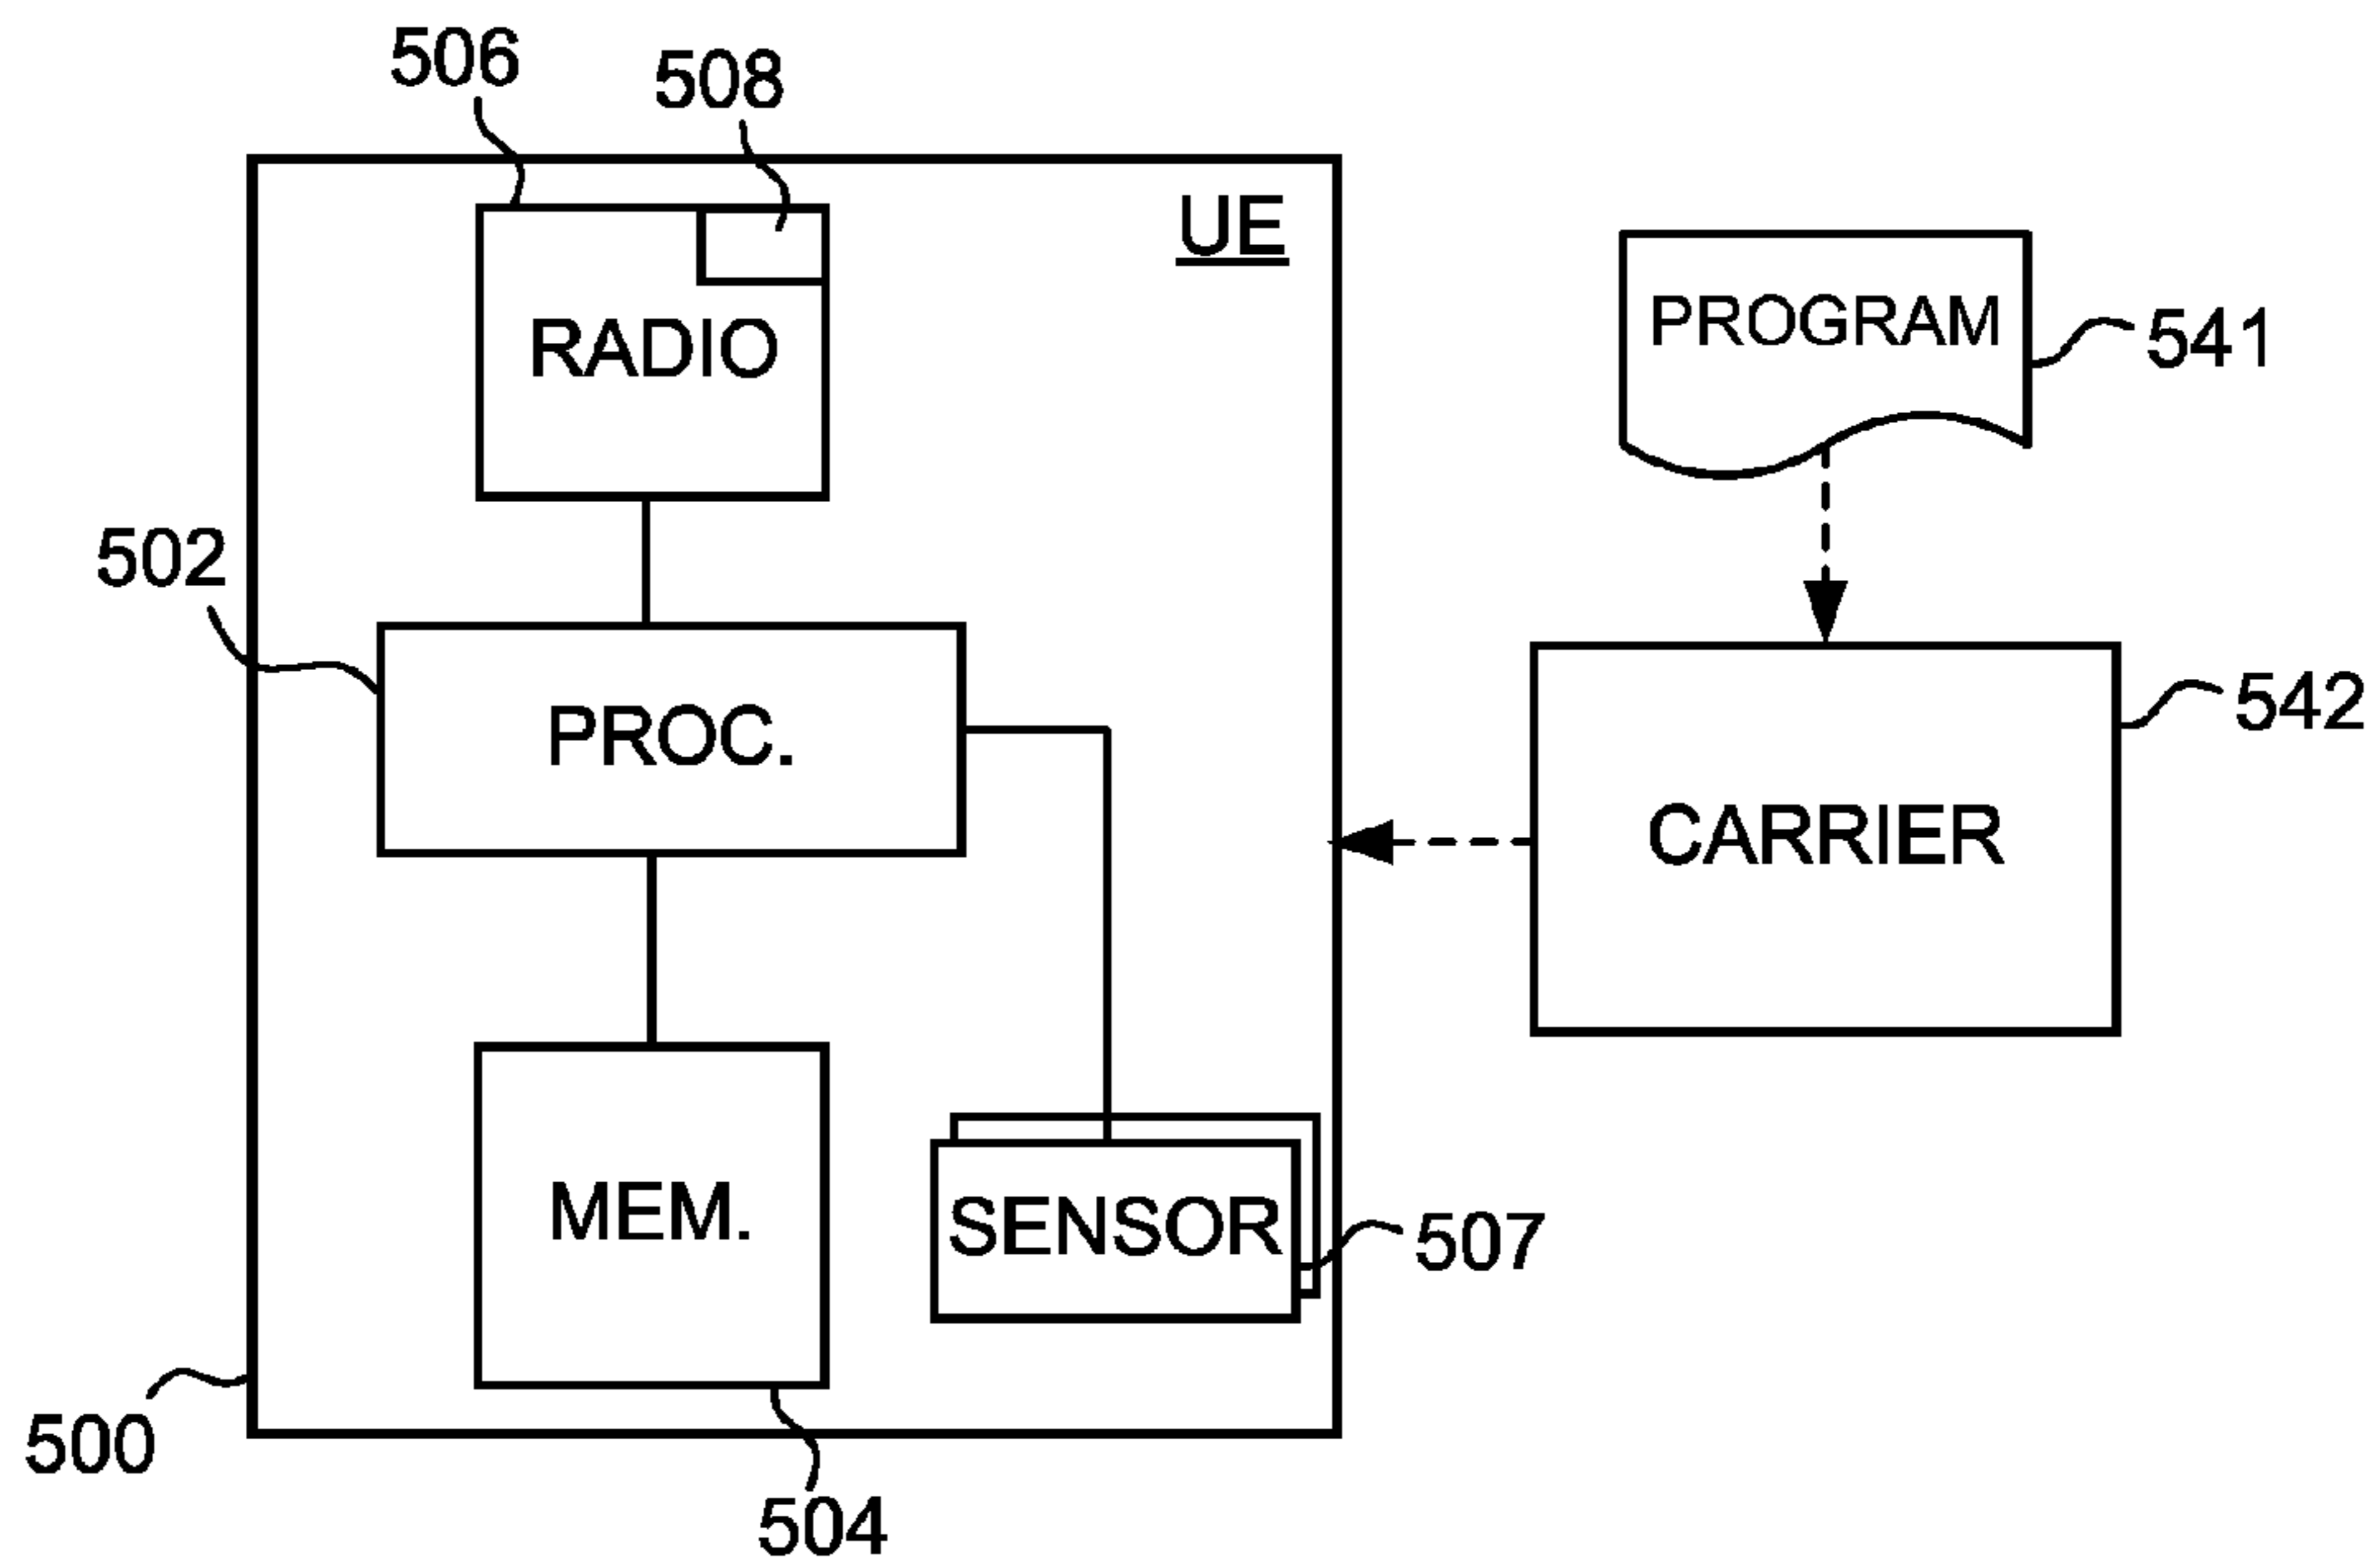 506
508
UE
RADIO
PROGRAM
541
502
PROC.
542
CARRIER
MEM.
SENSOR
507
500
504